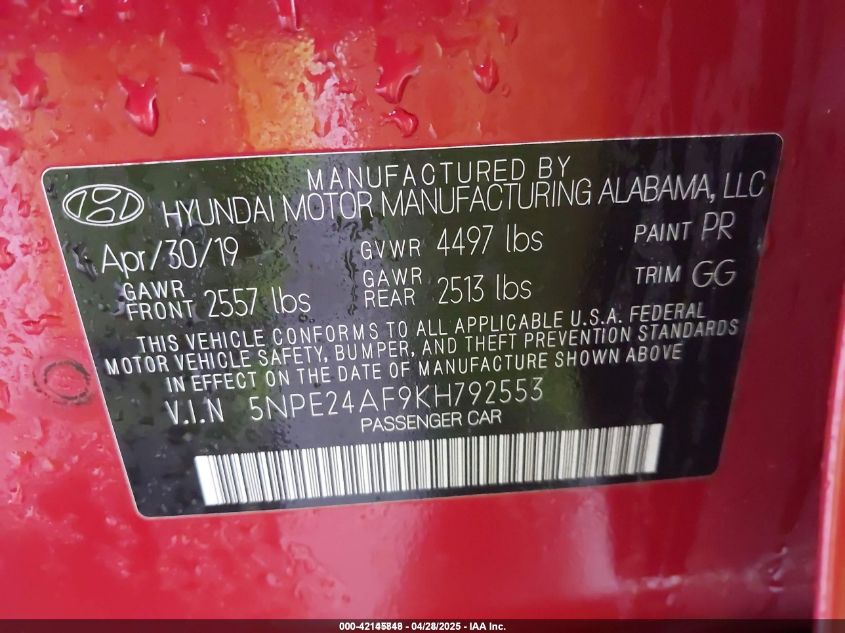 MANUFACTURED BY
HYUNDAI MOTOR MANUFACTURING ALABAMA, LLC
Apr/30/19 GVWR 4497 lbs PAINT PR
GAWR FRONT 2557 lbs GAWR REAR 2513 lbs TRIM GG
THIS VEHICLE CONFORMS TO ALL APPLICABLE U.S.A. FEDERAL
MOTOR VEHICLE SAFETY, BUMPER, AND THEFT PREVENTION STANDARDS
IN EFFECT ON THE DATE OF MANUFACTURE SHOWN ABOVE
V.I.N 5NPE24AF9KH792553
PASSENGER CAR
000-42145848 - 04/28/2025 - IAA Inc.